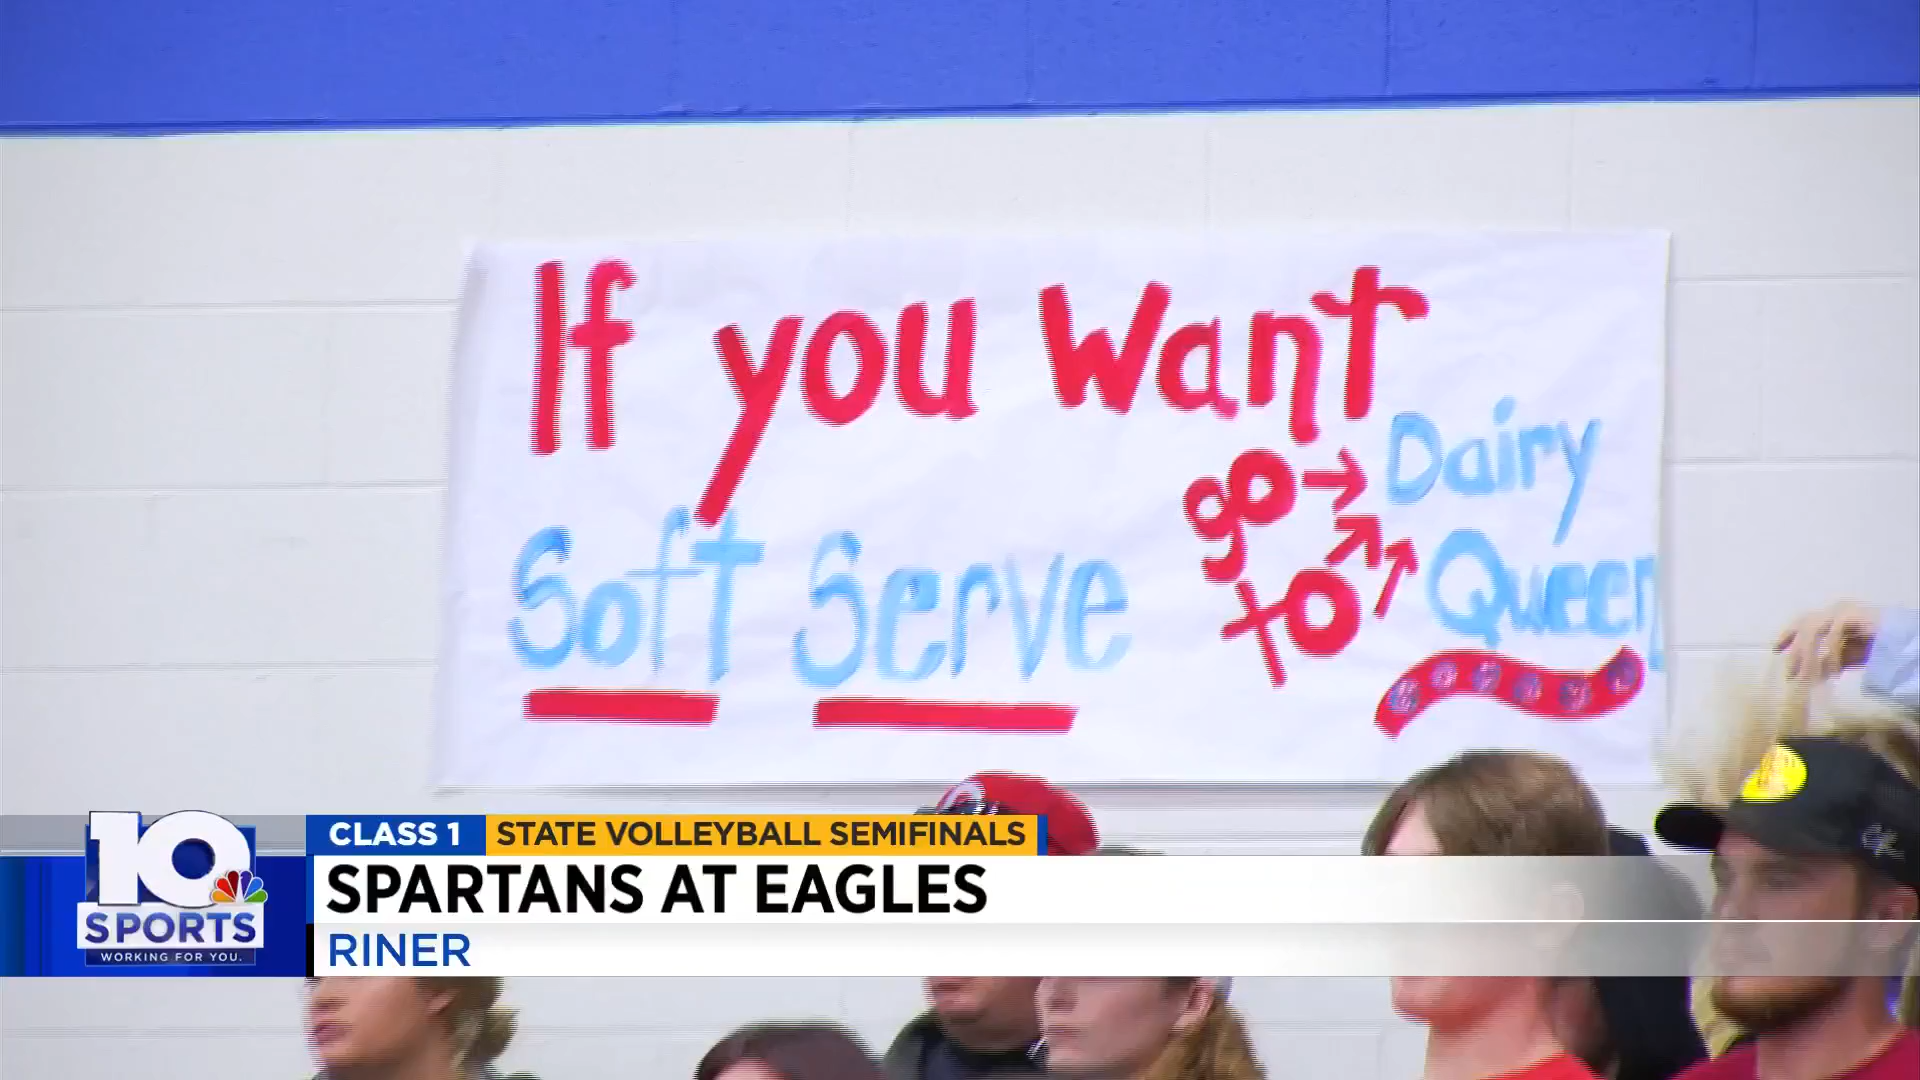 If you want
Soft Serve
go → Dairy
to Queen
CLASS 1 STATE VOLLEYBALL SEMIFINALS
SPARTANS AT EAGLES
RINER
10
SPORTS
WORKING FOR YOU.
CK